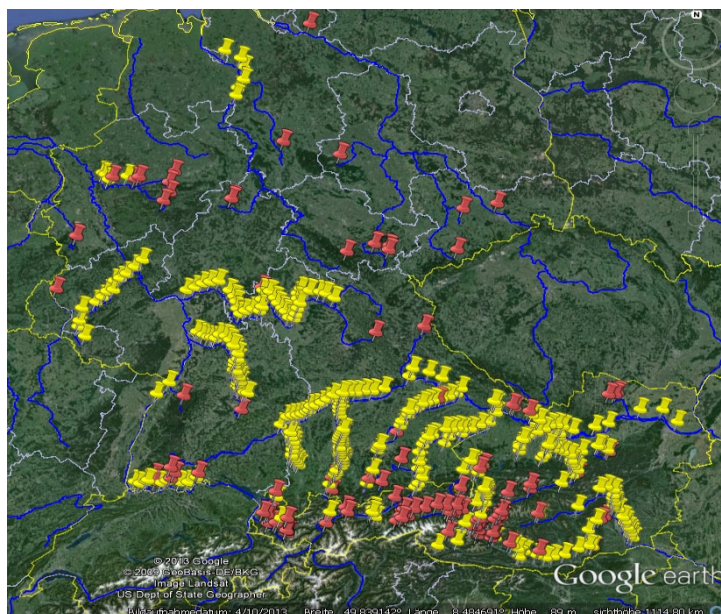 N
© 2013 Google
© 2009 GeoBasis-DE/BKG
Image Landsat
US Dept of State Geographer
Google earth
Bildaufnahmedatum: 4/10/2013 Breite 49.839142° Länge 8.484691° Höhe 89 m sichthöhe 1114.80 km